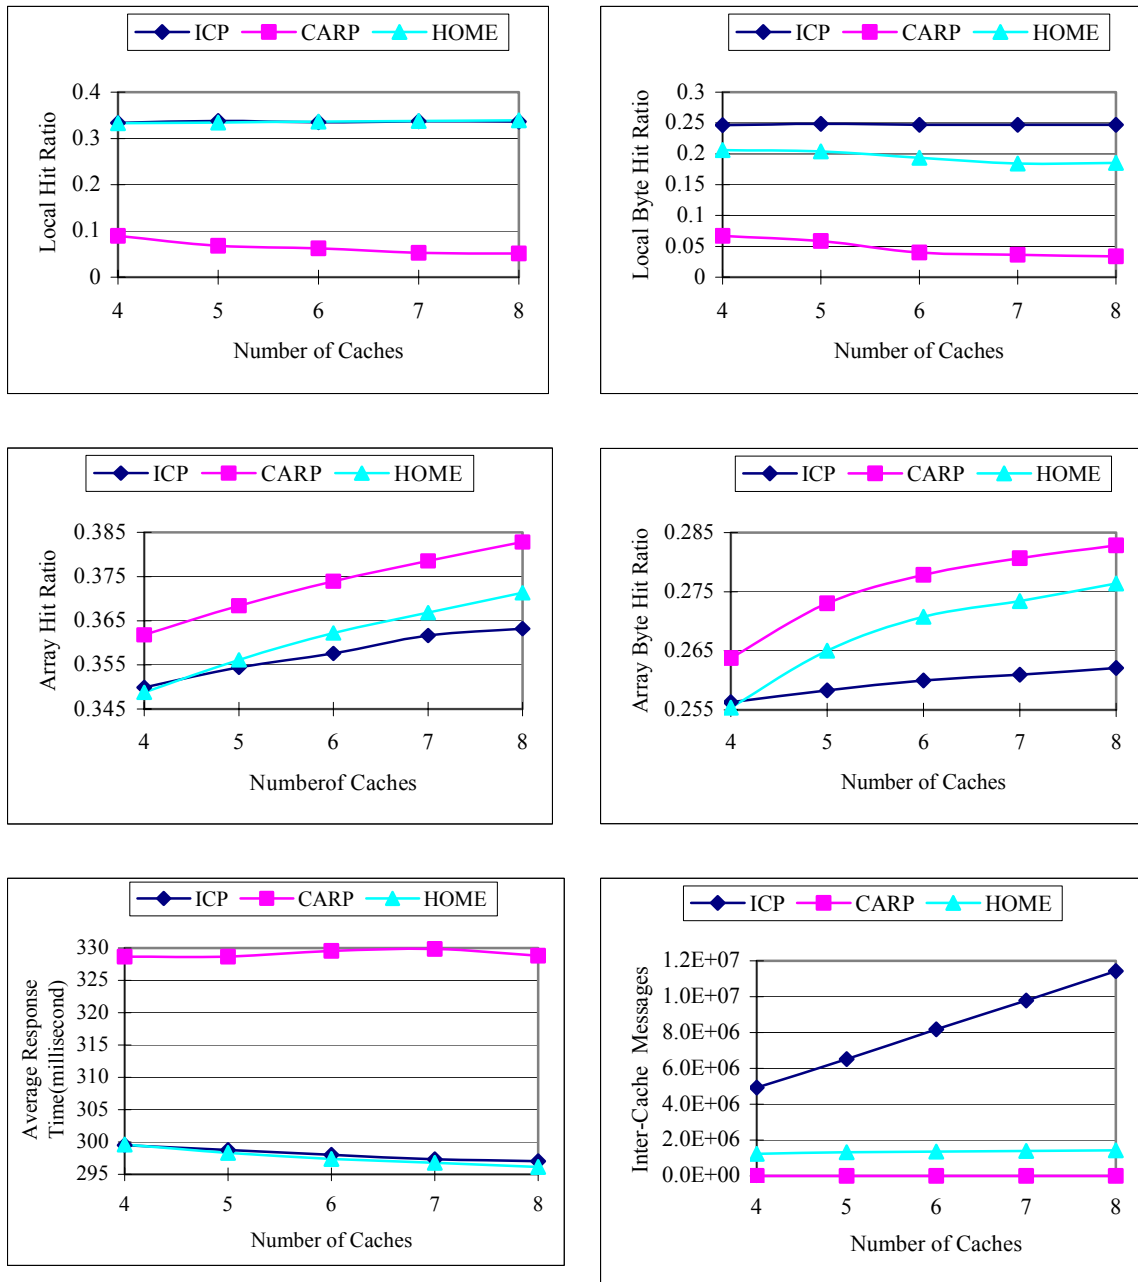 ICP CARP HOME
Local Hit Ratio
0.4
0.3
0.2
0.1
0
4 5 6 7 8
Number of Caches
ICP CARP HOME
Local Byte Hit Ratio
0.3
0.25
0.2
0.15
0.1
0.05
0
4 5 6 7 8
Number of Caches
ICP CARP HOME
Array Hit Ratio
0.385
0.375
0.365
0.355
0.345
4 5 6 7 8
Numberof Caches
ICP CARP HOME
Array Byte Hit Ratio
0.285
0.275
0.265
0.255
4 5 6 7 8
Number of Caches
ICP CARP HOME
Average Response
Time(millisecond)
330
325
320
315
310
305
300
295
4 5 6 7 8
Number of Caches
ICP CARP HOME
Inter-Cache Messages
1.2E+07
1.0E+07
8.0E+06
6.0E+06
4.0E+06
2.0E+06
0.0E+00
4 5 6 7 8
Number of Caches